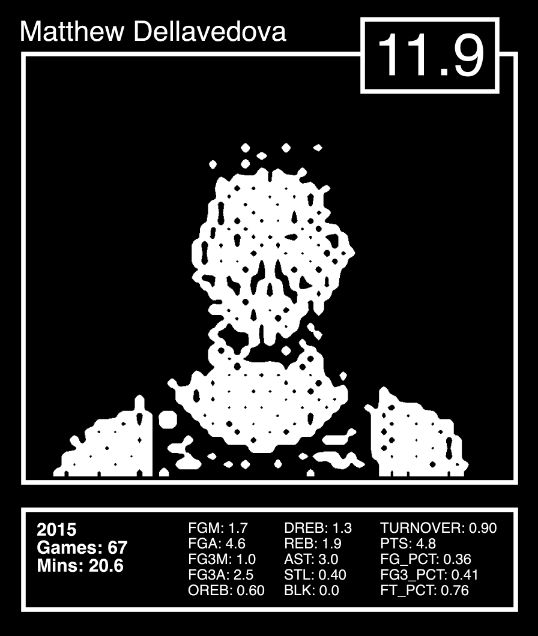 Matthew Dellavedova
11.9
2015
Games: 67
Mins: 20.6
FGM: 1.7
FGA: 4.6
FG3M: 1.0
FG3A: 2.5
OREB: 0.60
DREB: 1.3
REB: 1.9
AST: 3.0
STL: 0.40
BLK: 0.0
TURNOVER: 0.90
PTS: 4.8
FG_PCT: 0.36
FG3_PCT: 0.41
FT_PCT: 0.76